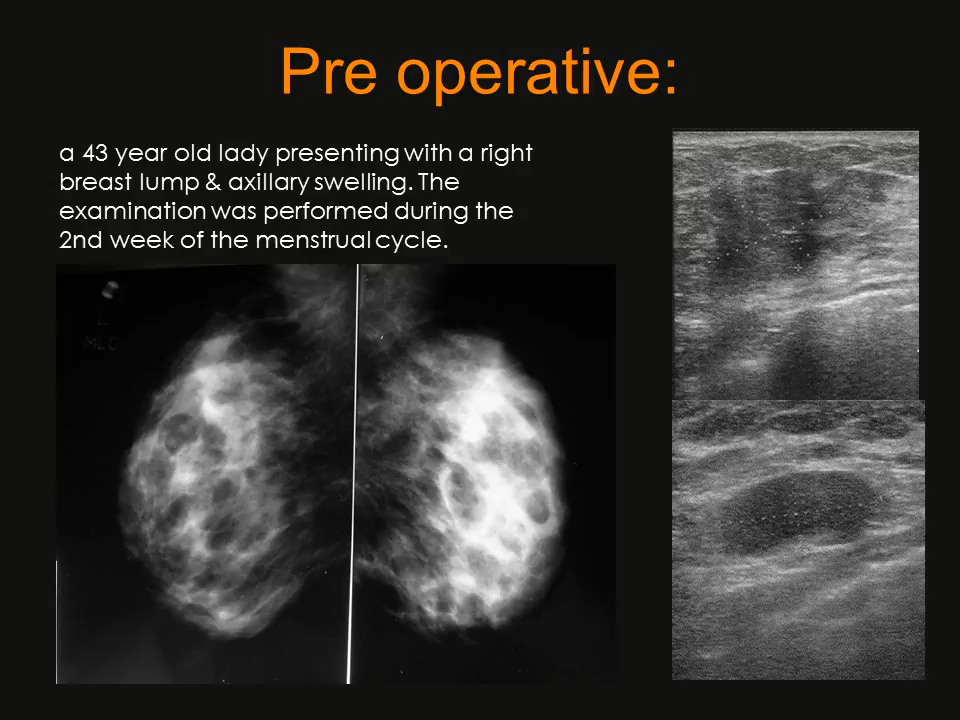 Pre operative:
a 43 year old lady presenting with a right
breast lump & axillary swelling. The
examination was performed during the
2nd week of the menstrual cycle.
L
MLO